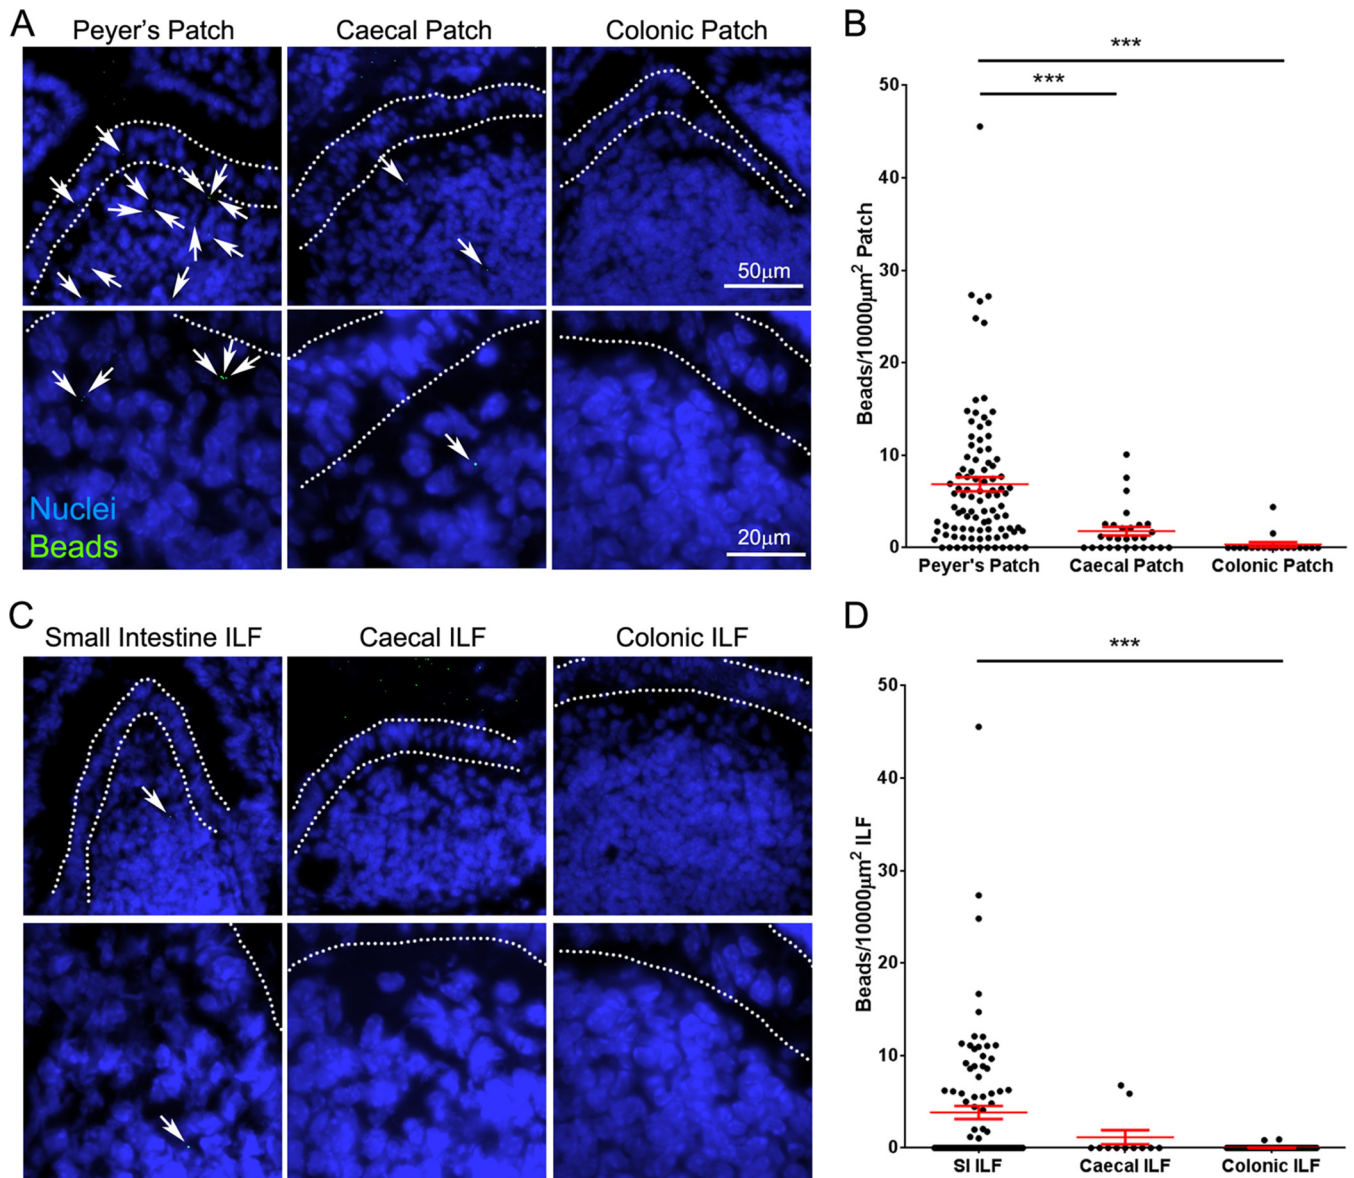 A
Peyer's Patch
Caecal Patch
Colonic Patch
50μm
Nuclei
Beads
20μm
B
***
***
50
40
30
20
10
0
Beads/10000μm² Patch
Peyer's Patch
Caecal Patch
Colonic Patch
C
Small Intestine ILF
Caecal ILF
Colonic ILF
D
***
50
40
30
20
10
0
Beads/10000μm² ILF
SI ILF
Caecal ILF
Colonic ILF